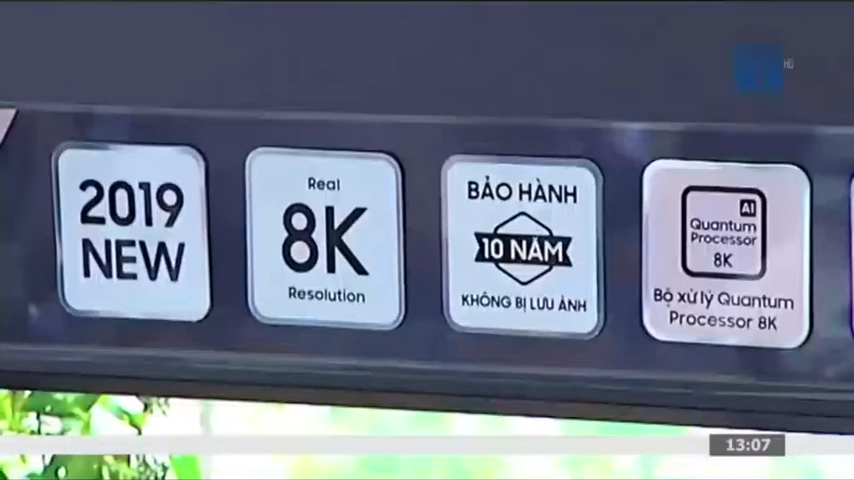 2019
NEW
Real
8K
Resolution
BẢO HÀNH
10 NĂM
KHÔNG BỊ LƯU ẢNH
AI
Quantum
Processor
8K
Bộ xử lý Quantum
Processor 8K
HD
13:07